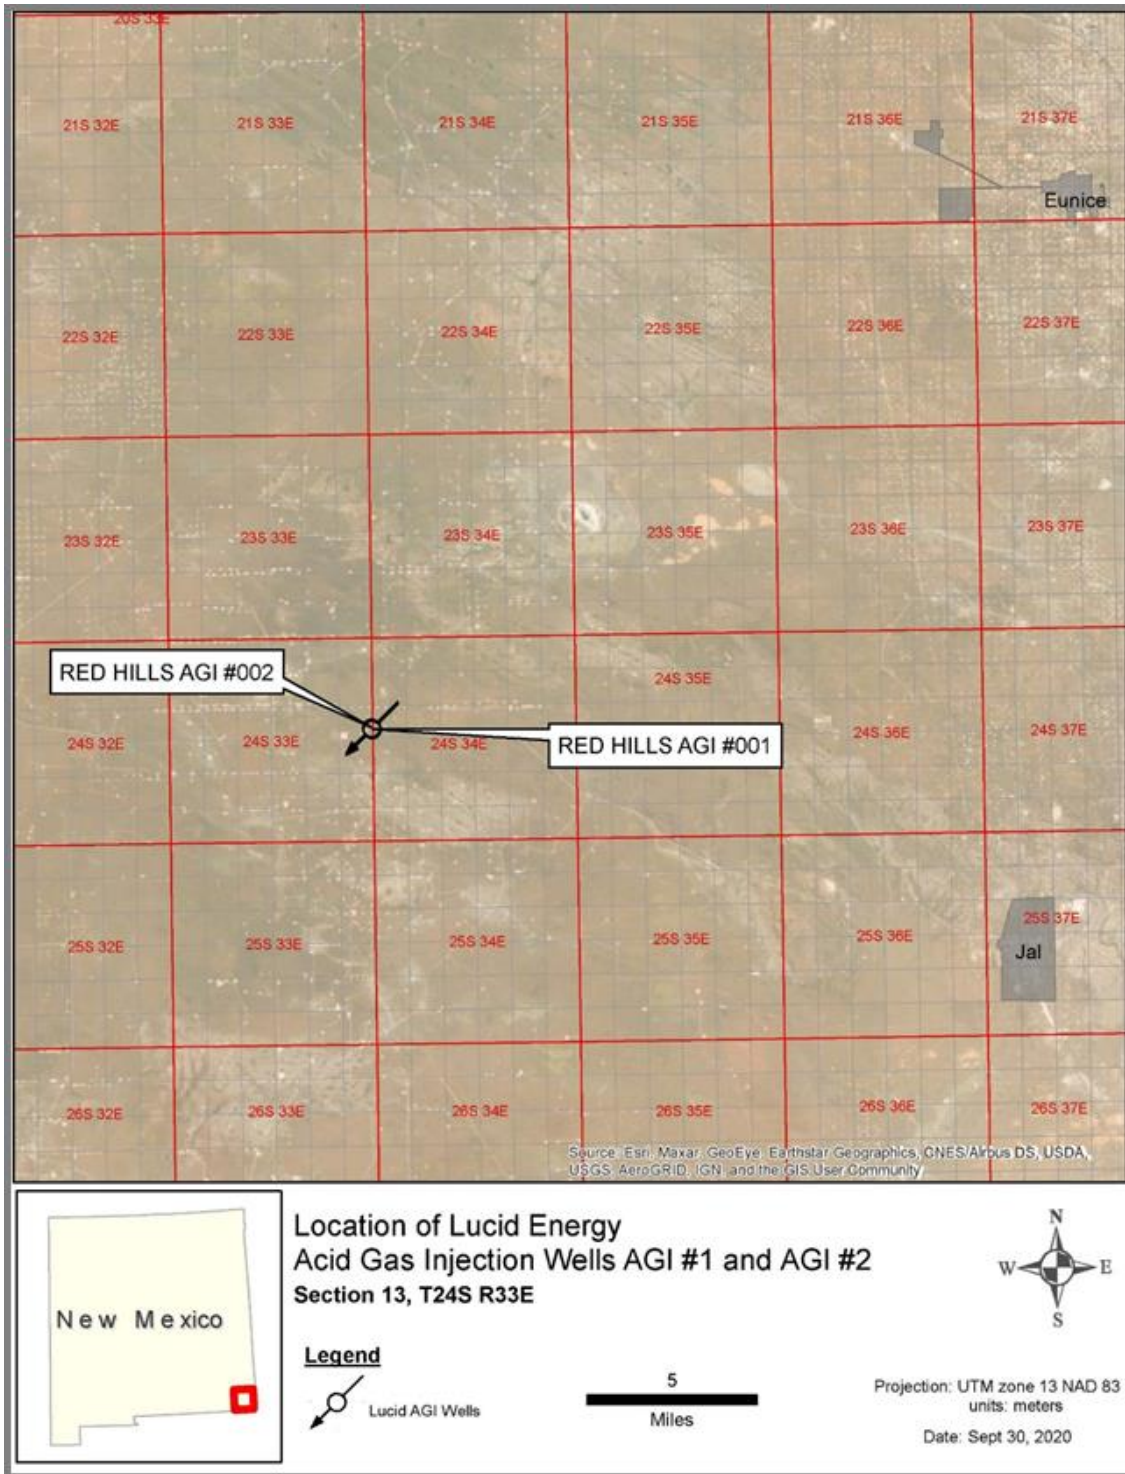 20S 33E
21S 32E
21S 33E
21S 34E
21S 35E
21S 36E
21S 37E
Eunice
22S 32E
22S 33E
22S 34E
22S 35E
22S 36E
22S 37E
23S 32E
23S 33E
23S 34E
23S 35E
23S 36E
23S 37E
RED HILLS AGI #002
24S 35E
24S 32E
24S 33E
24S 34E
RED HILLS AGI #001
24S 36E
24S 37E
25S 32E
25S 33E
25S 34E
25S 35E
25S 36E
25S 37E
Jal
26S 32E
26S 33E
26S 34E
26S 35E
26S 36E
26S 37E
Source: Esri, Maxar, GeoEye, Earthstar Geographics, CNES/Airbus DS, USDA,
USGS, AeroGRID, IGN, and the GIS User Community
New Mexico
Location of Lucid Energy
Acid Gas Injection Wells AGI #1 and AGI #2
Section 13, T24S R33E
Legend
Lucid AGI Wells
5
Miles
N
W E
S
Projection: UTM zone 13 NAD 83
units: meters
Date: Sept 30, 2020